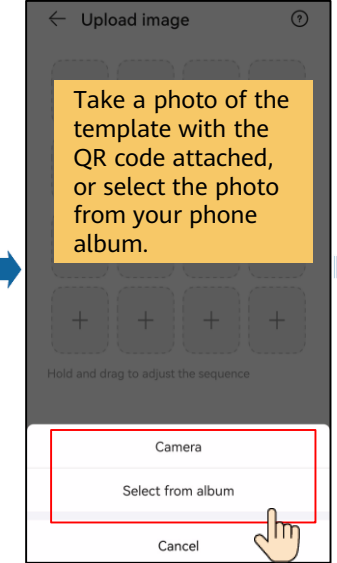 Upload image
Take a photo of the
template with the
QR code attached,
or select the photo
from your phone
album.
Hold and drag to adjust the sequence
Camera
Select from album
Cancel